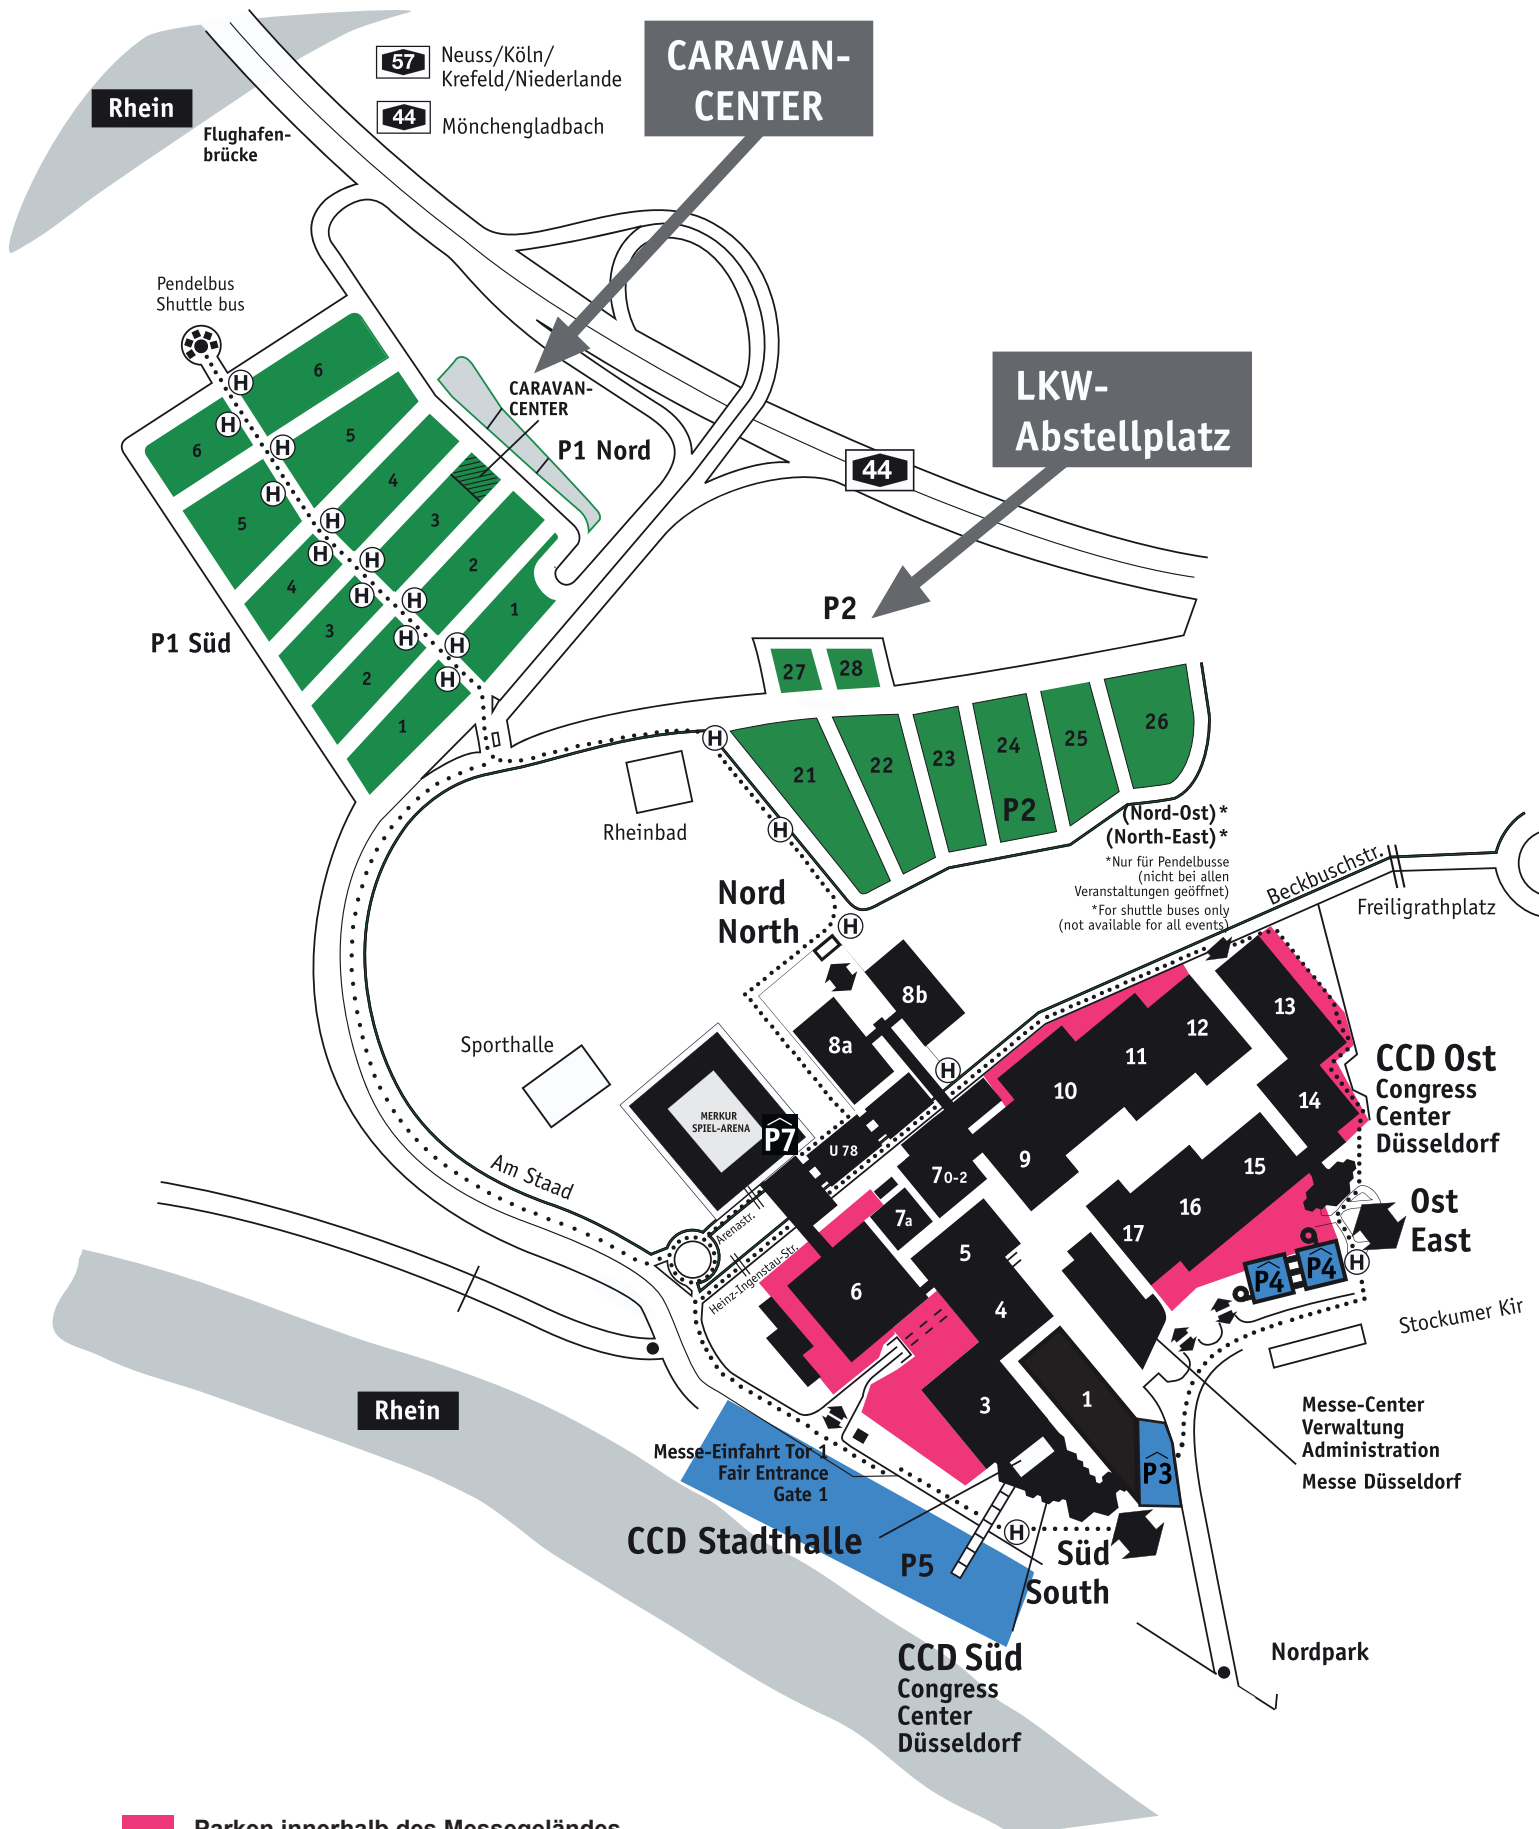 57
Neuss/Köln/
Krefeld/Niederlande
44
Mönchengladbach
CARAVAN-
CENTER
Rhein
Flughafen-
brücke
Pendelbus
Shuttle bus
H
6
H
6
H
5
H
5
H
4
H
4
H
3
H
3
H
2
H
2
H
1
H
1
CARAVAN-
CENTER
P1 Nord
P1 Süd
LKW-
Abstellplatz
44
P2
27
28
21
22
23
24
25
26
P2
(Nord-Ost)*
(North-East)*
*Nur für Pendelbusse
(nicht bei allen
Veranstaltungen geöffnet)
*For shuttle buses only
(not available for all events)
H
H
Rheinbad
Nord
North
H
Beckbuschstr.
Freiligrathplatz
Sporthalle
8b
8a
H
13
12
11
10
9
14
CCD Ost
Congress
Center
Düsseldorf
MERKUR
SPIEL-ARENA
P7
U 78
70-2
7a
15
16
17
Ost
East
H
P4
P4
Am Staad
Arenastr.
Heinz-Ingenstau-Str.
5
6
4
3
1
Stockumer Kir
Rhein
Messe-Einfahrt Tor 1
Fair Entrance
Gate 1
CCD Stadthalle
P5
H
Süd
South
P3
Messe-Center
Verwaltung
Administration
Messe Düsseldorf
CCD Süd
Congress
Center
Düsseldorf
Nordpark
Parken innerhalb des Messegeländes